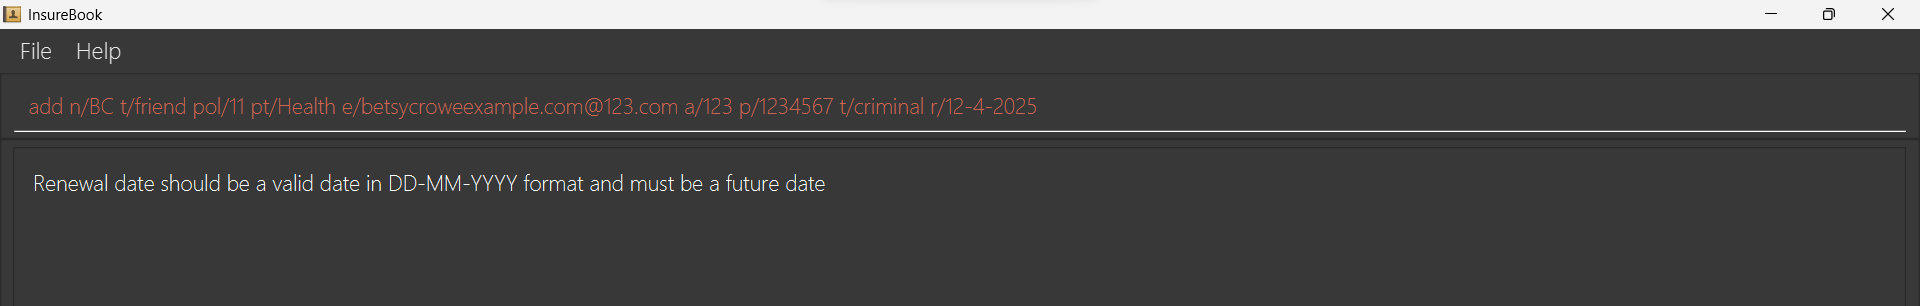 InsureBook
File Help
add n/BC t/friend pol/11 pt/Health e/betsycroweexample.com@123.com a/123 p/1234567 t/criminal r/12-4-2025
Renewal date should be a valid date in DD-MM-YYYY format and must be a future date